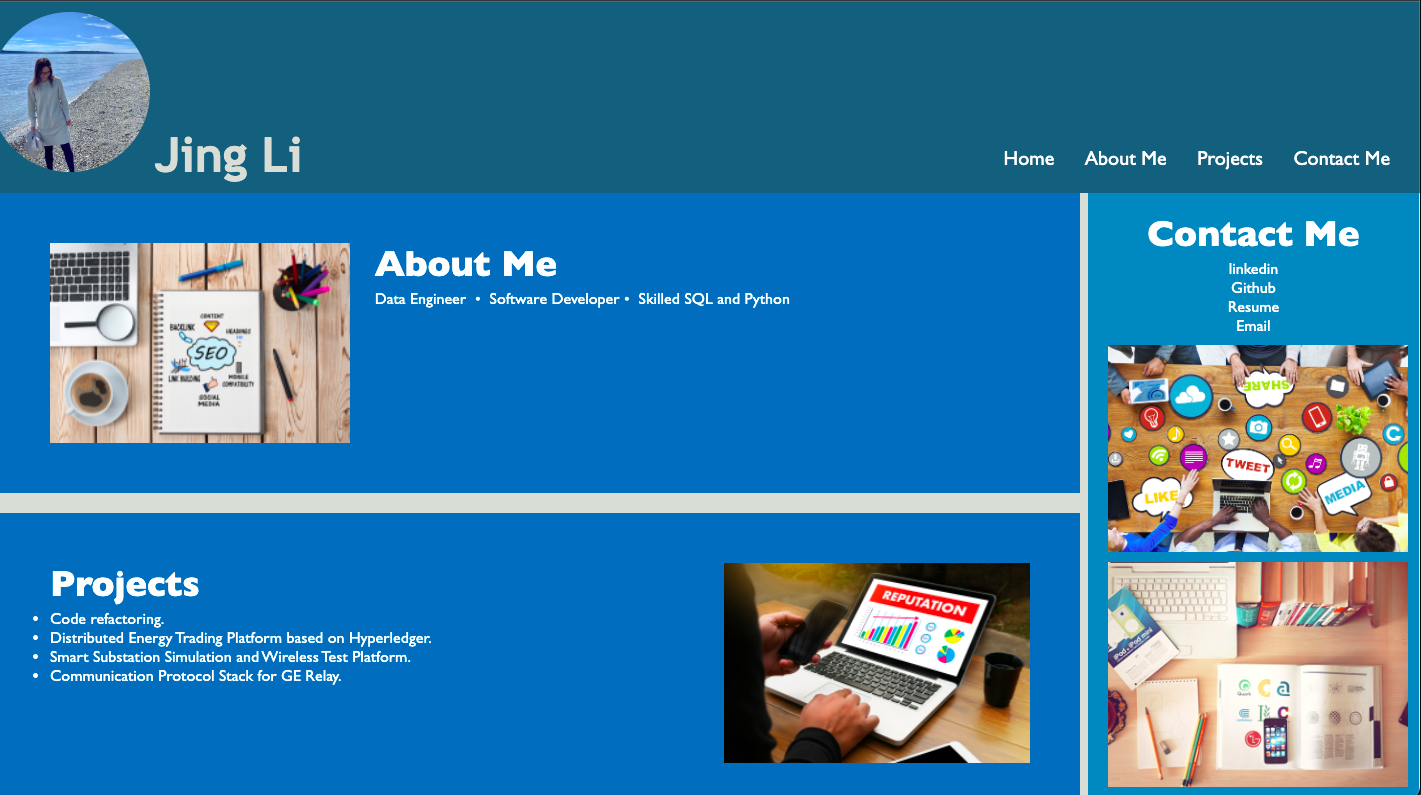 Jing Li
Home
About Me
Projects
Contact Me
About Me
Data Engineer • Software Developer • Skilled SQL and Python
CONTENT
BACKLINK
HEADINGS
SEO
LINK BUILDING
MOBILE COMPATIBILITY
SOCIAL
MEDIA
Projects
• Code refactoring.
• Distributed Energy Trading Platform based on Hyperledger.
• Smart Substation Simulation and Wireless Test Platform.
• Communication Protocol Stack for GE Relay.
REPUTATION
Contact Me
linkedin
Github
Resume
Email
SHARE
TWEET
LIKE
MEDIA
iPod + iPad mini